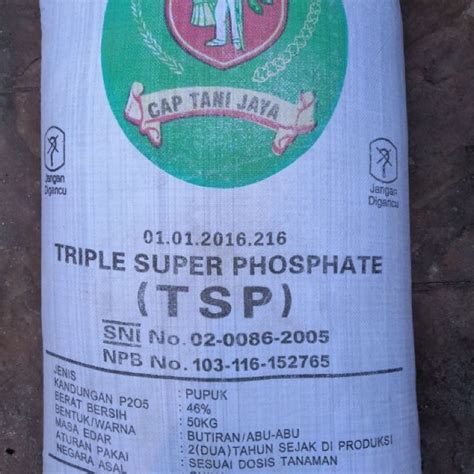 CAP TANI JAYA
Jangan
Digancu
Jangan
Digancu
01.01.2016.216
TRIPLE SUPER PHOSPHATE
(TSP)
SNI No. 02-0086-2005
NPB No. 103-116-152765
JENIS : PUPUK
KANDUNGAN P2O5 : 46%
BERAT BERSIH : 50KG
BENTUK/WARNA : BUTIRAN/ABU-ABU
MASA EDAR : 2(DUA)TAHUN SEJAK DI PRODUKSI
ATURAN PAKAI : SESUAI DOSIS TANAMAN
NEGARA ASAL :